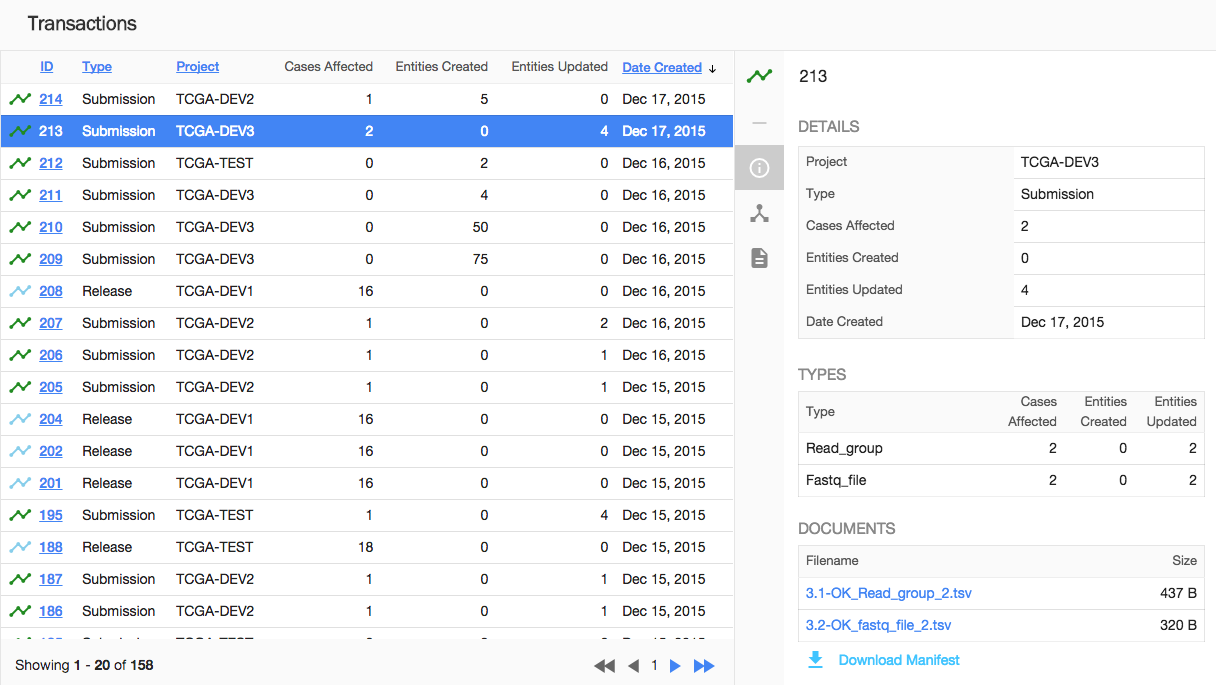 Transactions
ID Type Project Cases Affected Entities Created Entities Updated Date Created ↓
214 Submission TCGA-DEV2 1 5 0 Dec 17, 2015
213 Submission TCGA-DEV3 2 0 4 Dec 17, 2015
212 Submission TCGA-TEST 0 2 0 Dec 16, 2015
211 Submission TCGA-DEV3 0 4 0 Dec 16, 2015
210 Submission TCGA-DEV3 0 50 0 Dec 16, 2015
209 Submission TCGA-DEV3 0 75 0 Dec 16, 2015
208 Release TCGA-DEV1 16 0 0 Dec 16, 2015
207 Submission TCGA-DEV2 1 0 2 Dec 16, 2015
206 Submission TCGA-DEV2 1 0 1 Dec 16, 2015
205 Submission TCGA-DEV2 1 0 1 Dec 15, 2015
204 Release TCGA-DEV1 16 0 0 Dec 15, 2015
202 Release TCGA-DEV1 16 0 0 Dec 15, 2015
201 Release TCGA-DEV1 16 0 0 Dec 15, 2015
195 Submission TCGA-TEST 1 0 4 Dec 15, 2015
188 Release TCGA-TEST 18 0 0 Dec 15, 2015
187 Submission TCGA-DEV2 1 0 1 Dec 15, 2015
186 Submission TCGA-DEV2 1 0 1 Dec 15, 2015
Showing 1 - 20 of 158
1
213
DETAILS
Project TCGA-DEV3
Type Submission
Cases Affected 2
Entities Created 0
Entities Updated 4
Date Created Dec 17, 2015
TYPES
Type Cases Affected Entities Created Entities Updated
Read_group 2 0 2
Fastq_file 2 0 2
DOCUMENTS
Filename Size
3.1-OK_Read_group_2.tsv 437 B
3.2-OK_fastq_file_2.tsv 320 B
Download Manifest